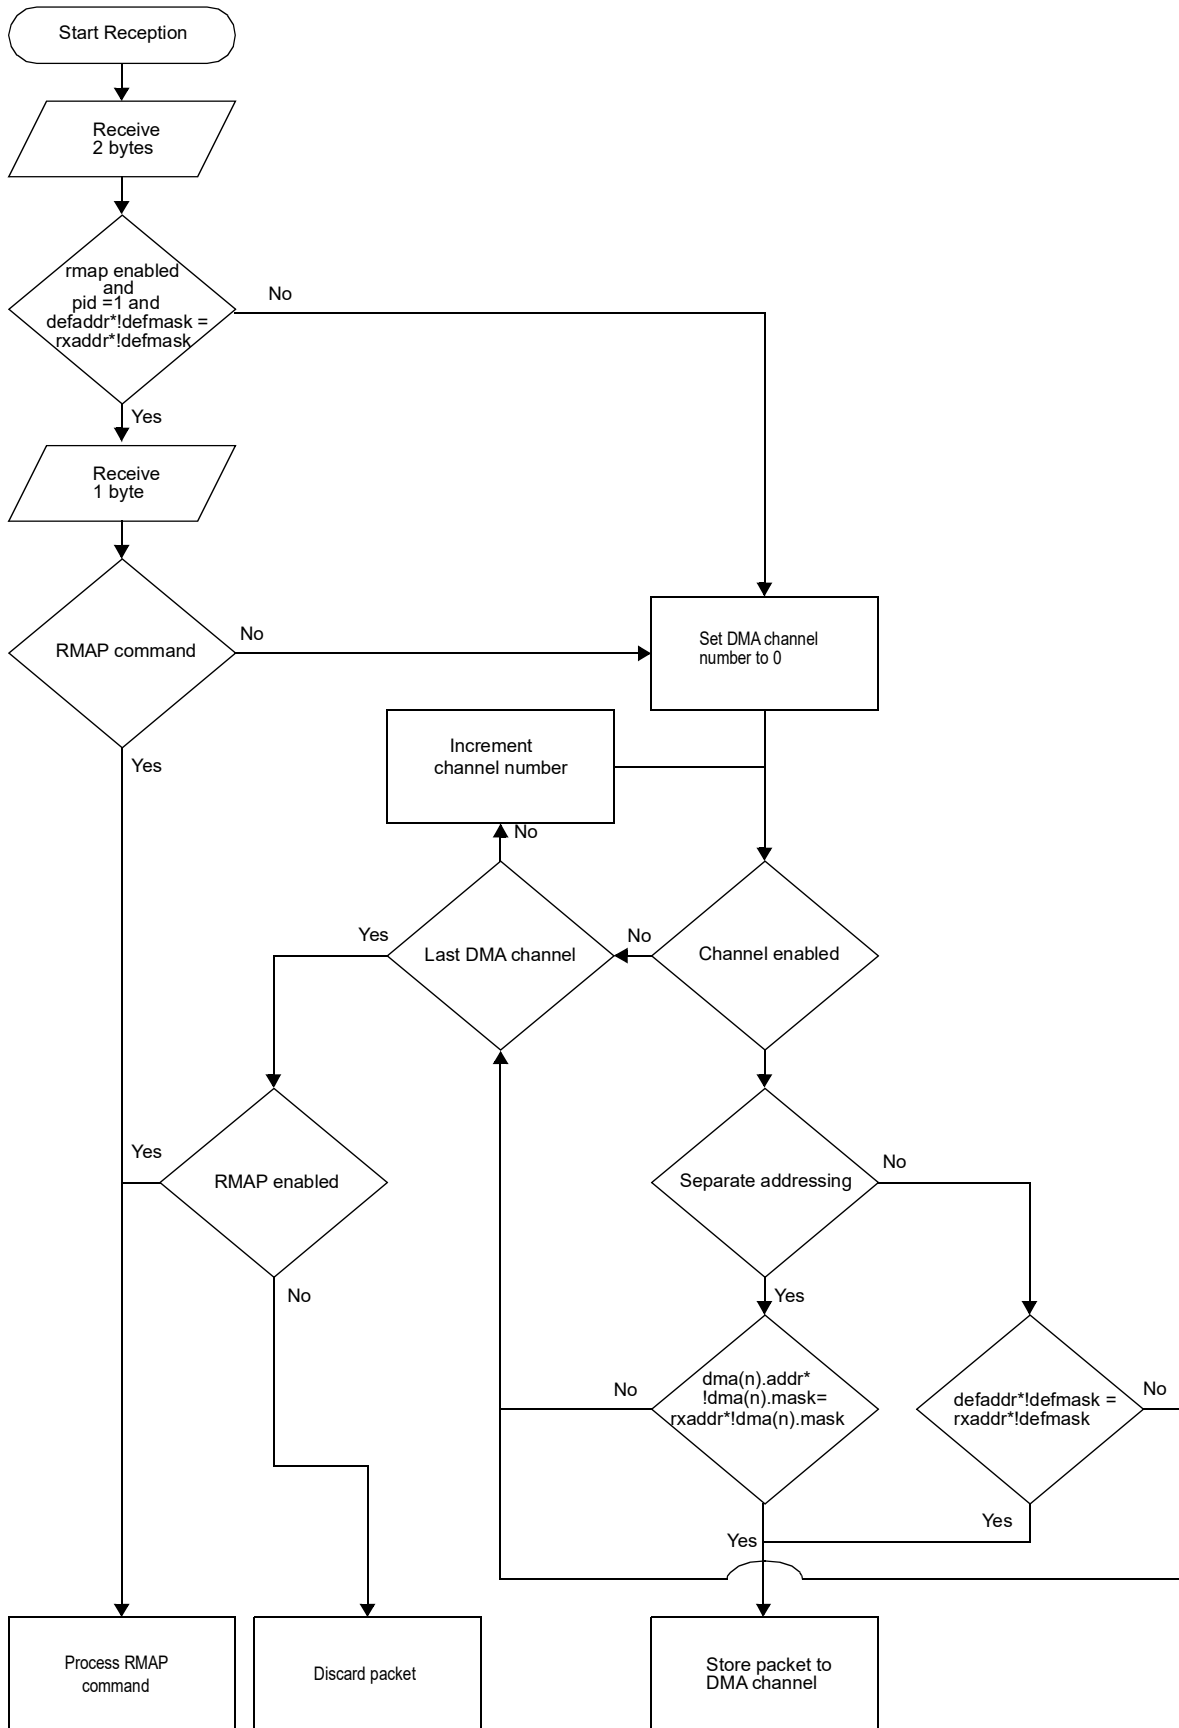 Start Reception
Receive
2 bytes
rmap enabled
and
pid =1 and
defaddr*!defmask =
rxaddr*!defmask
No
Yes
Receive
1 byte
RMAP command
No
Yes
Set DMA channel
number to 0
Increment
channel number
No
Last DMA channel
Yes
No
Channel enabled
RMAP enabled
Yes
No
Separate addressing
No
Yes
dma(n).addr*
!dma(n).mask=
rxaddr*!dma(n).mask
No
Yes
defaddr*!defmask =
rxaddr*!defmask
No
Yes
Process RMAP
command
Discard packet
Store packet to
DMA channel